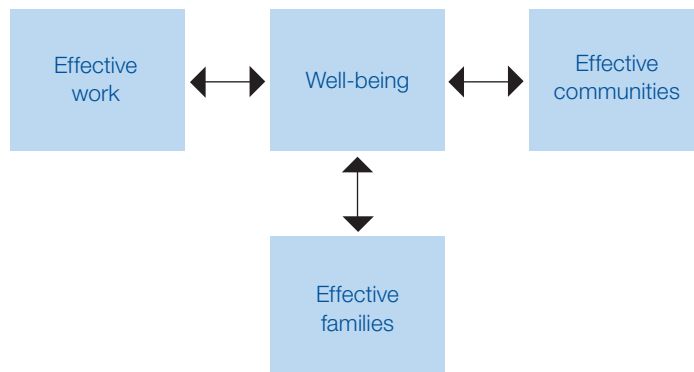 Effective
work
Well-being
Effective
communities
Effective
families